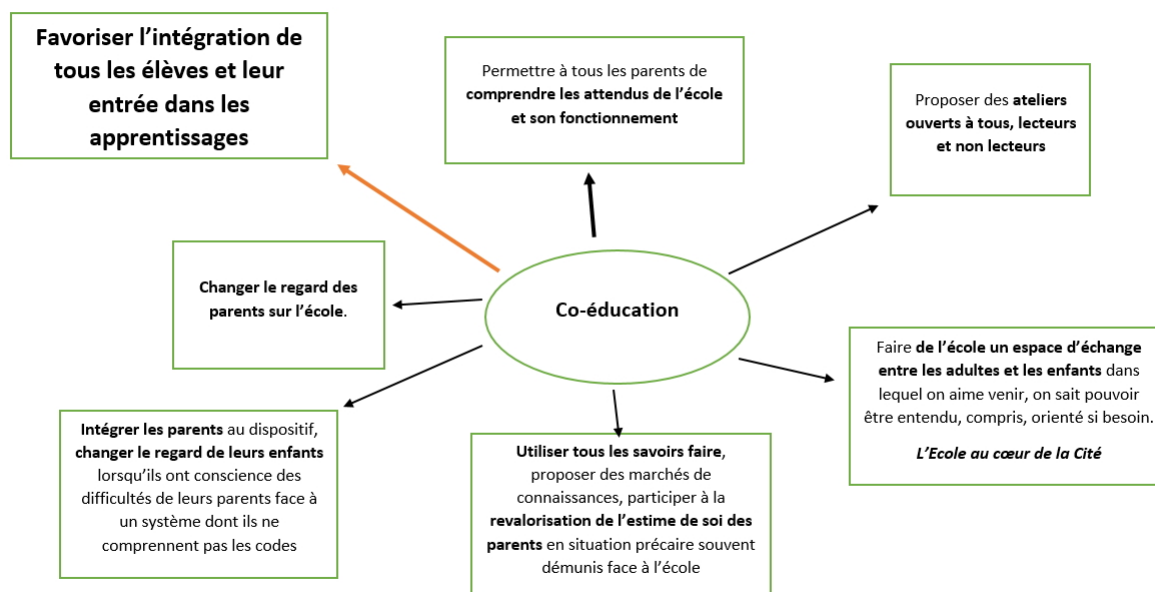 Favoriser l’intégration de
tous les élèves et leur
entrée dans les
apprentissages
Permettre à tous les parents de
comprendre les attendus de l’école
et son fonctionnement
Proposer des ateliers
ouverts à tous, lecteurs
et non lecteurs
Changer le regard des
parents sur l’école.
Co-éducation
Faire de l’école un espace d’échange
entre les adultes et les enfants dans
lequel on aime venir, on sait pouvoir
être entendu, compris, orienté si besoin.
L’Ecole au cœur de la Cité
Intégrer les parents au dispositif,
changer le regard de leurs enfants
lorsqu’ils ont conscience des
difficultés de leurs parents face à
un système dont ils ne
comprennent pas les codes
Utiliser tous les savoirs faire,
proposer des marchés de
connaissances, participer à la
revalorisation de l’estime de soi des
parents en situation précaire souvent
démunis face à l’école